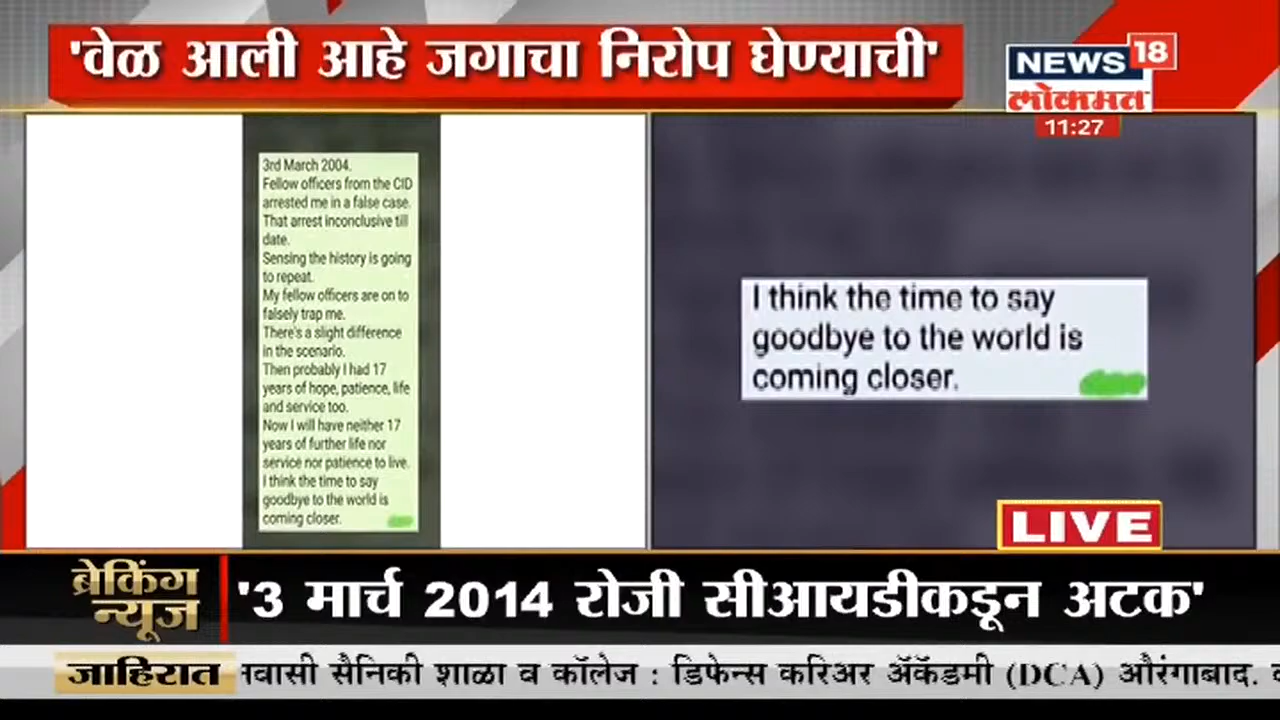 'वेळ आली आहे जगाचा निरोप घेण्याची'
NEWS 18
लोकमत
11:27
3rd March 2004.
Fellow officers from the CID
arrested me in a false case.
That arrest inconclusive till
date.
Sensing the history is going
to repeat.
My fellow officers are on to
falsely trap me.
There's a slight difference
in the scenario.
Then probably I had 17
years of hope, patience, life
and service too.
Now I will have neither 17
years of further life nor
service nor patience to live.
I think the time to say
goodbye to the world is
coming closer.
I think the time to say
goodbye to the world is
coming closer.
LIVE
ब्रेकिंग
न्यूज
'3 मार्च 2014 रोजी सीआयडीकडून अटक'
जाहिरात
सैनिकी शाळा व कॉलेज : डिफेन्स करिअर ॲकॅडमी (DCA) औरंगाबाद.